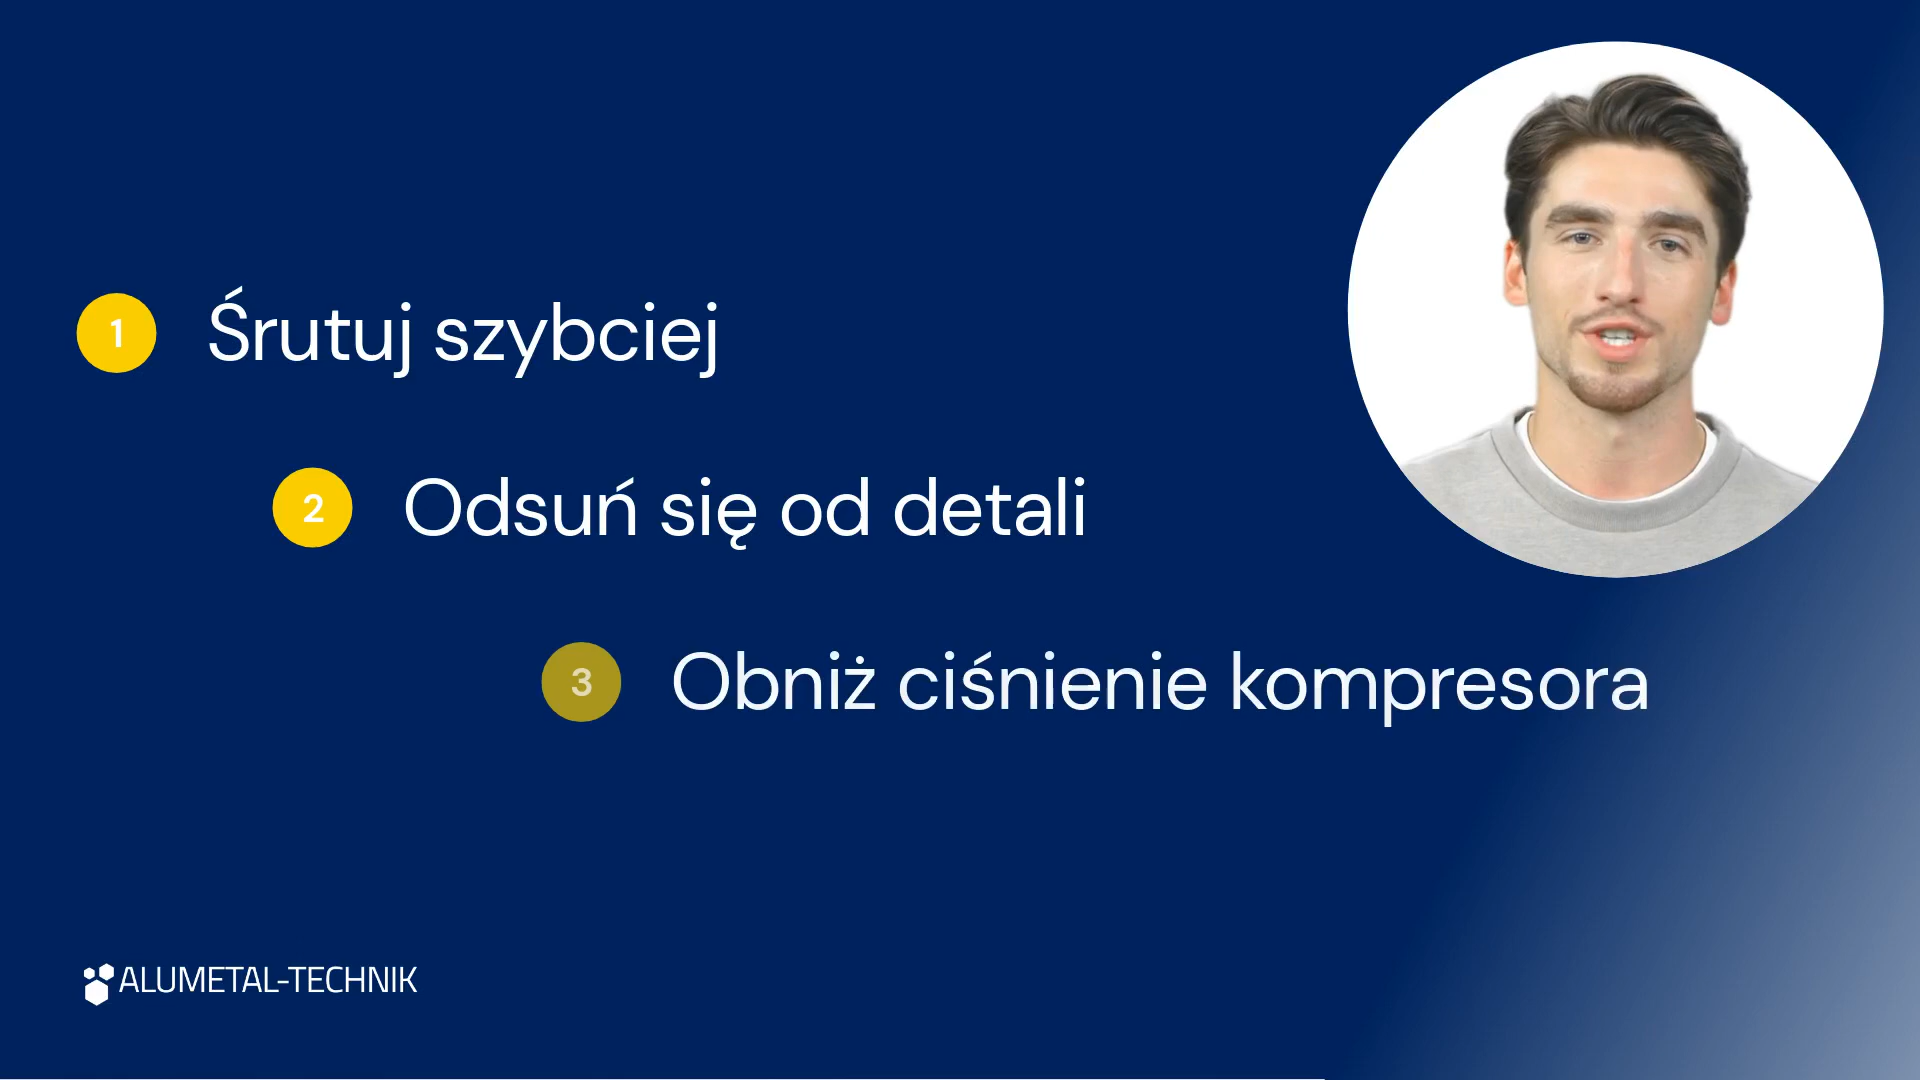 1 Śrutuj szybciej
2 Odsuń się od detali
3 Obniż ciśnienie kompresora
ALUMETAL-TECHNIK